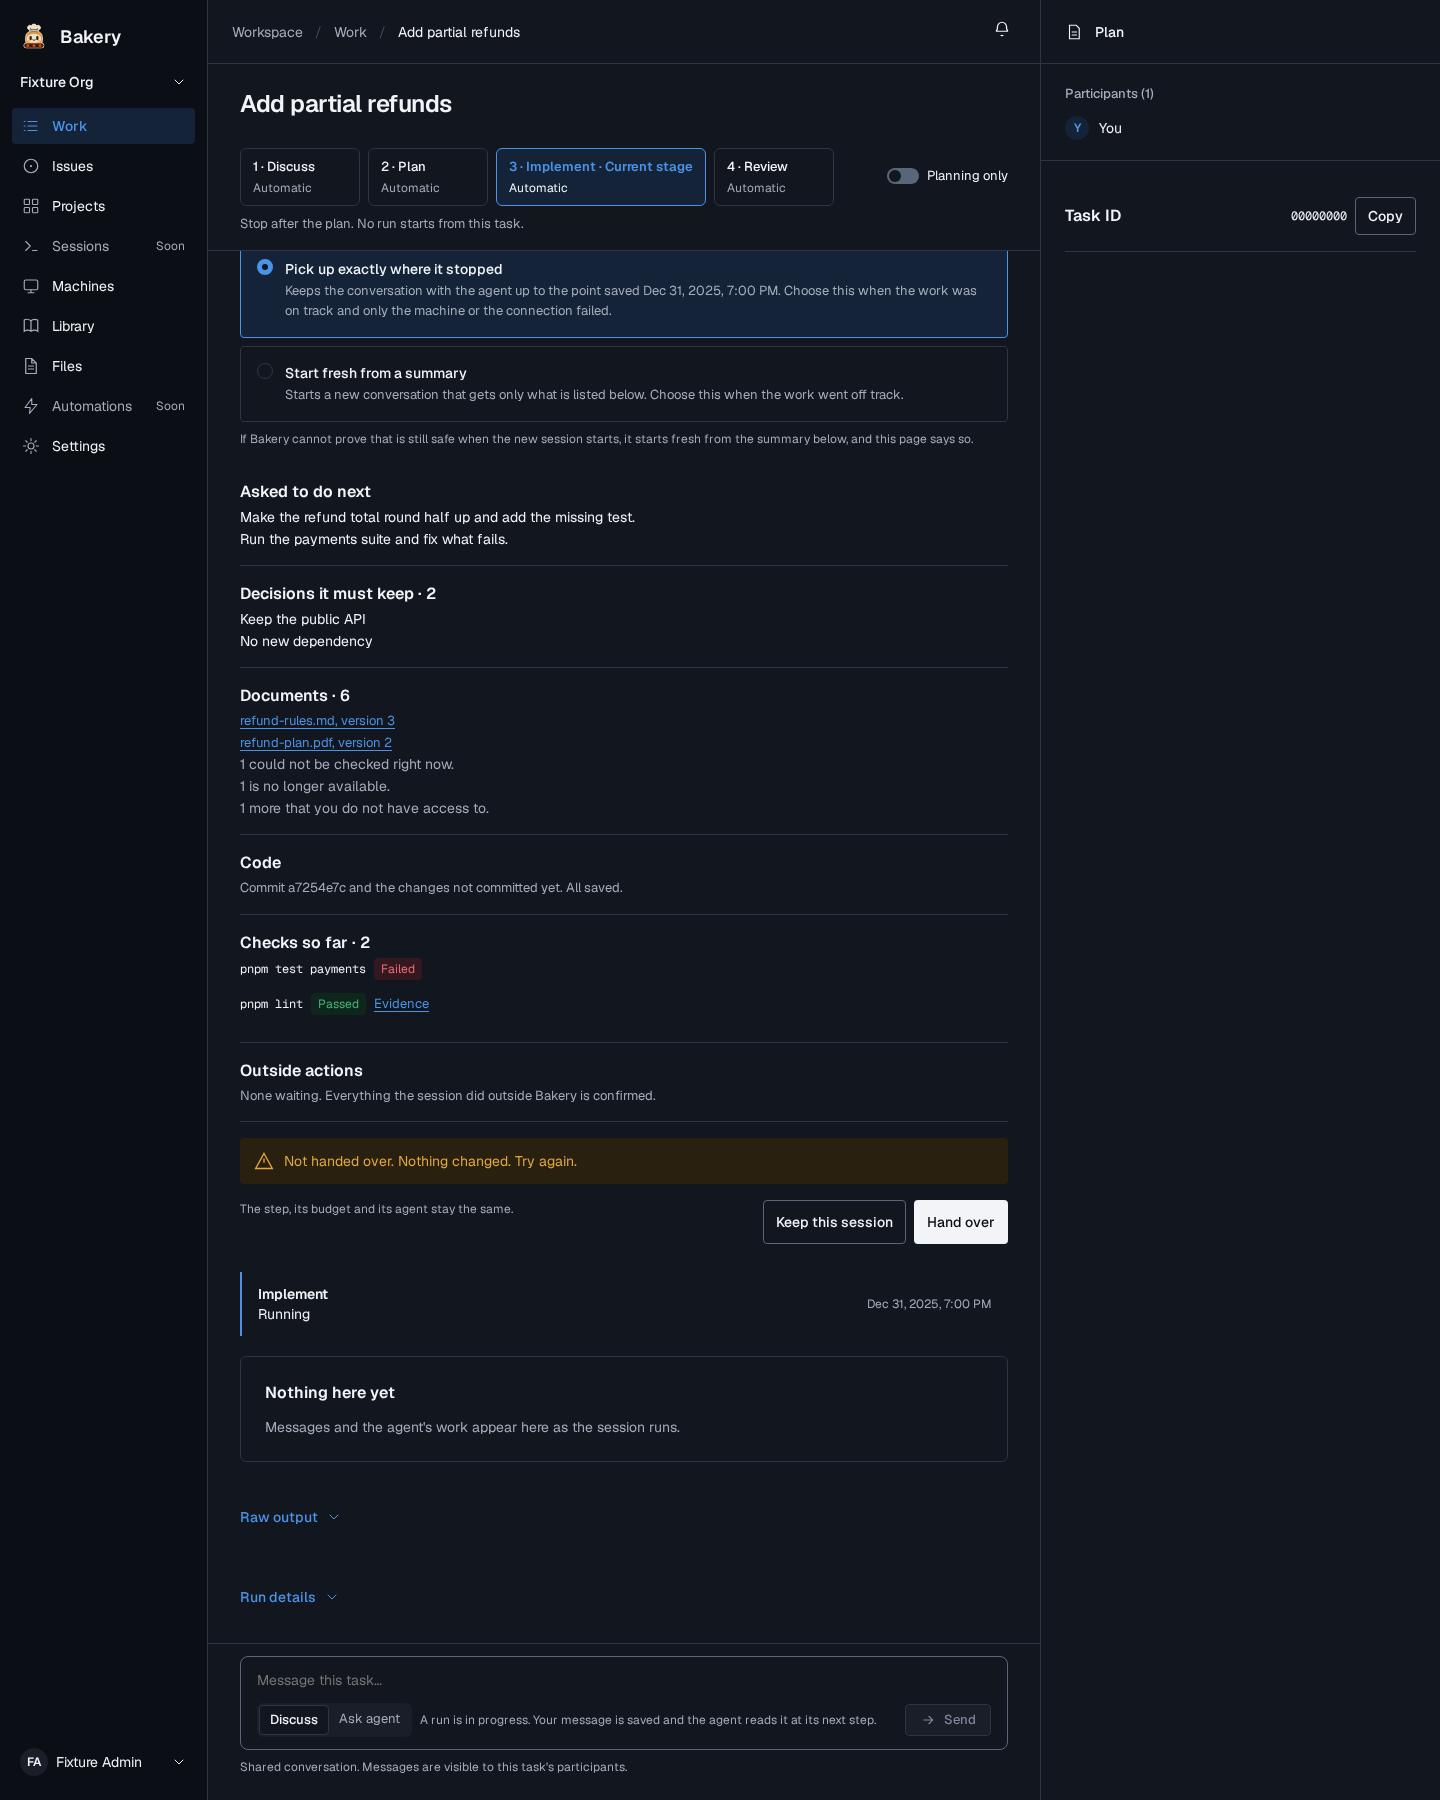 Bakery
Fixture Org
Work
Issues
Projects
Sessions Soon
Machines
Library
Files
Automations Soon
Settings
FA Fixture Admin
Workspace / Work / Add partial refunds
Add partial refunds
1 · Discuss
Automatic
2 · Plan
Automatic
3 · Implement · Current stage
Automatic
4 · Review
Automatic
Planning only
Stop after the plan. No run starts from this task.
Pick up exactly where it stopped
Keeps the conversation with the agent up to the point saved Dec 31, 2025, 7:00 PM. Choose this when the work was
on track and only the machine or the connection failed.
Start fresh from a summary
Starts a new conversation that gets only what is listed below. Choose this when the work went off track.
If Bakery cannot prove that is still safe when the new session starts, it starts fresh from the summary below, and this page says so.
Asked to do next
Make the refund total round half up and add the missing test.
Run the payments suite and fix what fails.
Decisions it must keep · 2
Keep the public API
No new dependency
Documents · 6
refund-rules.md, version 3
refund-plan.pdf, version 2
1 could not be checked right now.
1 is no longer available.
1 more that you do not have access to.
Code
Commit a7254e7c and the changes not committed yet. All saved.
Checks so far · 2
pnpm test payments Failed
pnpm lint Passed Evidence
Outside actions
None waiting. Everything the session did outside Bakery is confirmed.
Not handed over. Nothing changed. Try again.
The step, its budget and its agent stay the same.
Keep this session
Hand over
Implement
Running
Dec 31, 2025, 7:00 PM
Nothing here yet
Messages and the agent's work appear here as the session runs.
Raw output
Run details
Message this task...
Discuss
Ask agent
A run is in progress. Your message is saved and the agent reads it at its next step.
Send
Shared conversation. Messages are visible to this task's participants.
Plan
Participants (1)
Y You
Task ID
00000000
Copy